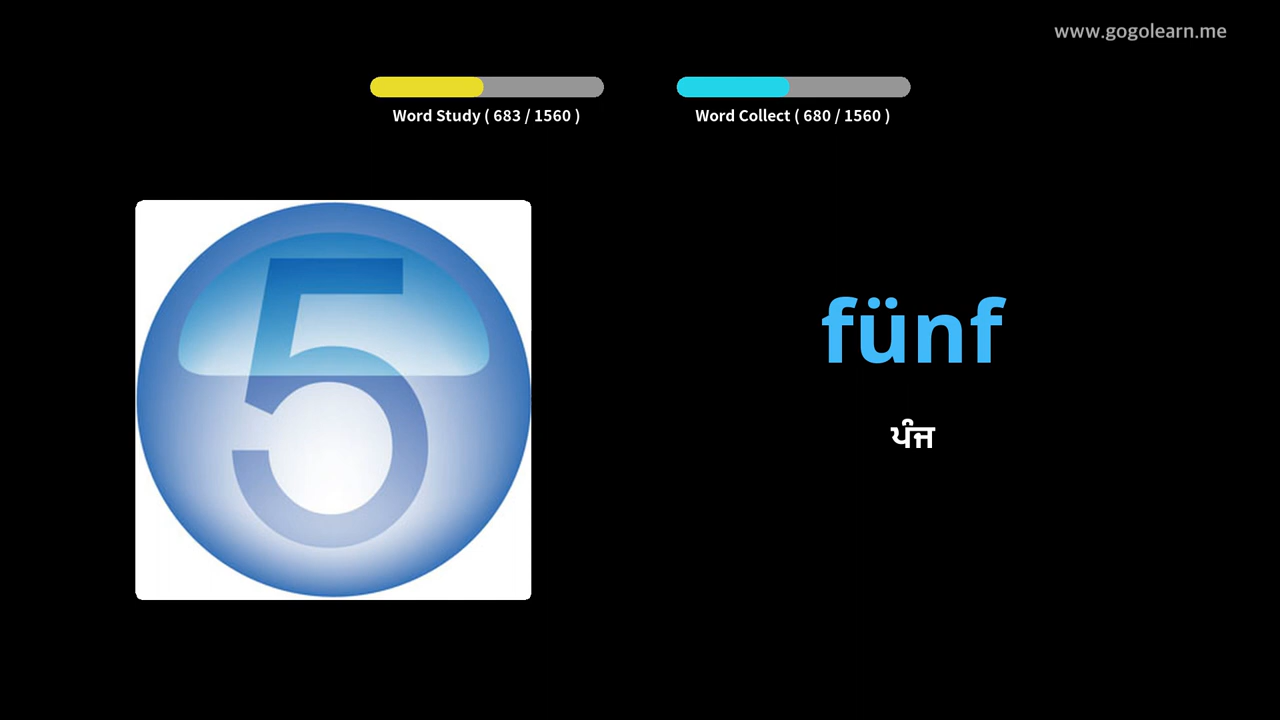 www.gogolearn.me
Word Study ( 683 / 1560 )
Word Collect ( 680 / 1560 )
5
fünf
ਪੰਜ